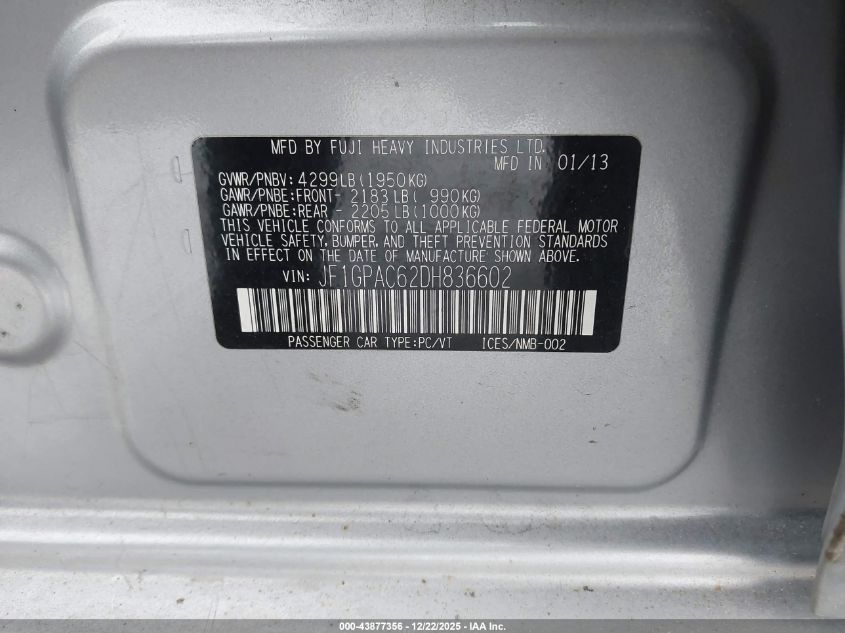 MFD BY FUJI HEAVY INDUSTRIES LTD.
MFD IN 01/13
GVWR/PNBV: 4299LB(1950KG)
GAWR/PNBE:FRONT- 2183LB( 990KG)
GAWR/PNBE:REAR - 2205LB(1000KG)
THIS VEHICLE CONFORMS TO ALL APPLICABLE FEDERAL MOTOR
VEHICLE SAFETY, BUMPER, AND THEFT PREVENTION STANDARDS
IN EFFECT ON THE DATE OF MANUFACTURE SHOWN ABOVE.
VIN: JF1GPAC62DH836602
PASSENGER CAR TYPE:PC/VT ICES/NMB-002
000-43877356 - 12/22/2025 - IAA Inc.